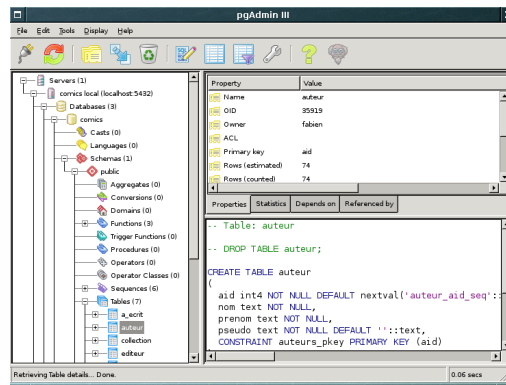 pgAdmin III
File Edit Tools Display Help
Servers (1)
comics local (localhost:5432)
Databases (3)
comics
Casts (0)
Languages (0)
Schemas (1)
public
Aggregates (0)
Conversions (0)
Domains (0)
Functions (3)
Trigger Functions (0)
Procedures (0)
Operators (0)
Operator Classes (0)
Sequences (6)
Tables (7)
a_ecrit
auteur
collection
editeur
Property Value
Name auteur
OID 35919
Owner fabien
ACL
Primary key aid
Rows (estimated) 74
Rows (counted) 74
Properties Statistics Depends on Referenced by
-- Table: auteur
-- DROP TABLE auteur;
CREATE TABLE auteur
(
aid int4 NOT NULL DEFAULT nextval('auteur_aid_seq'::
nom text NOT NULL,
prenom text NOT NULL,
pseudo text NOT NULL DEFAULT ''::text,
CONSTRAINT auteurs_pkey PRIMARY KEY (aid)
Retrieving Table details... Done. 0.06 secs